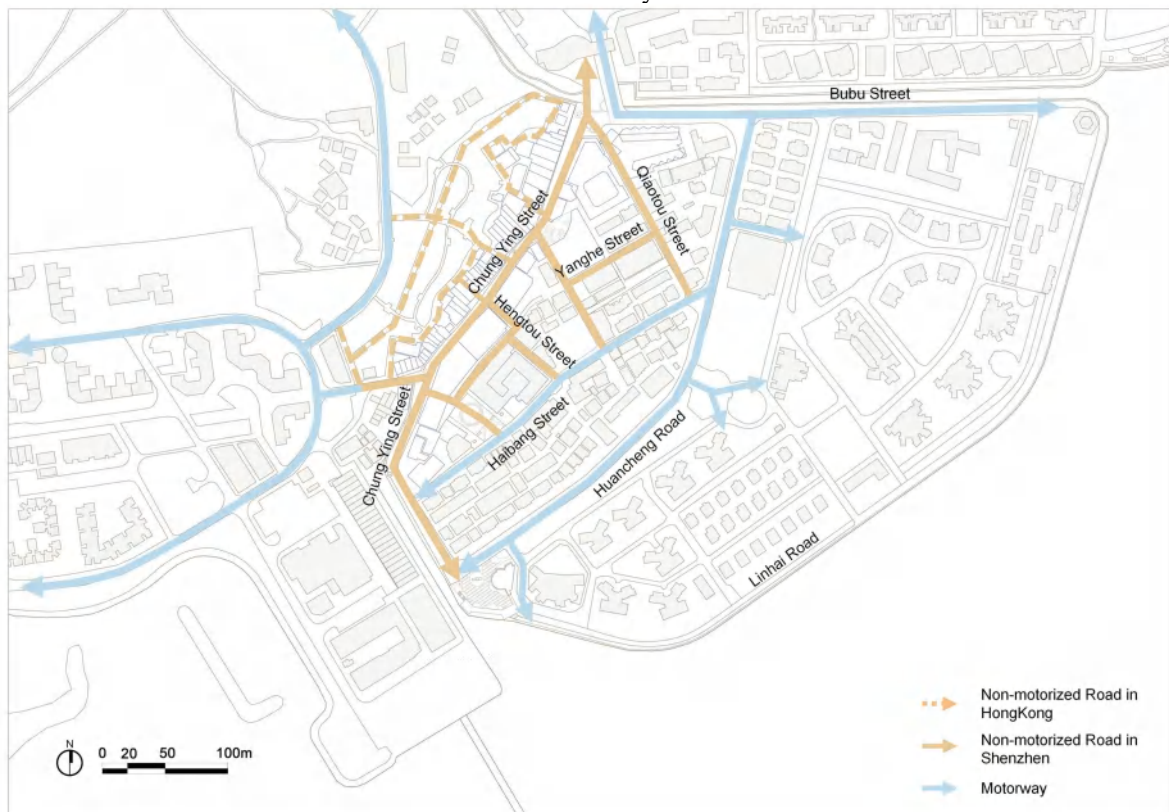 Bubu Street
Qiaotou Street
Chung Ying Street
Yanghe Street
Hengtou Street
Chung Ying Street
Haibang Street
Huancheng Road
Linhai Road
Non-motorized Road in
HongKong
Non-motorized Road in
Shenzhen
Motorway
N
0 20 50 100m